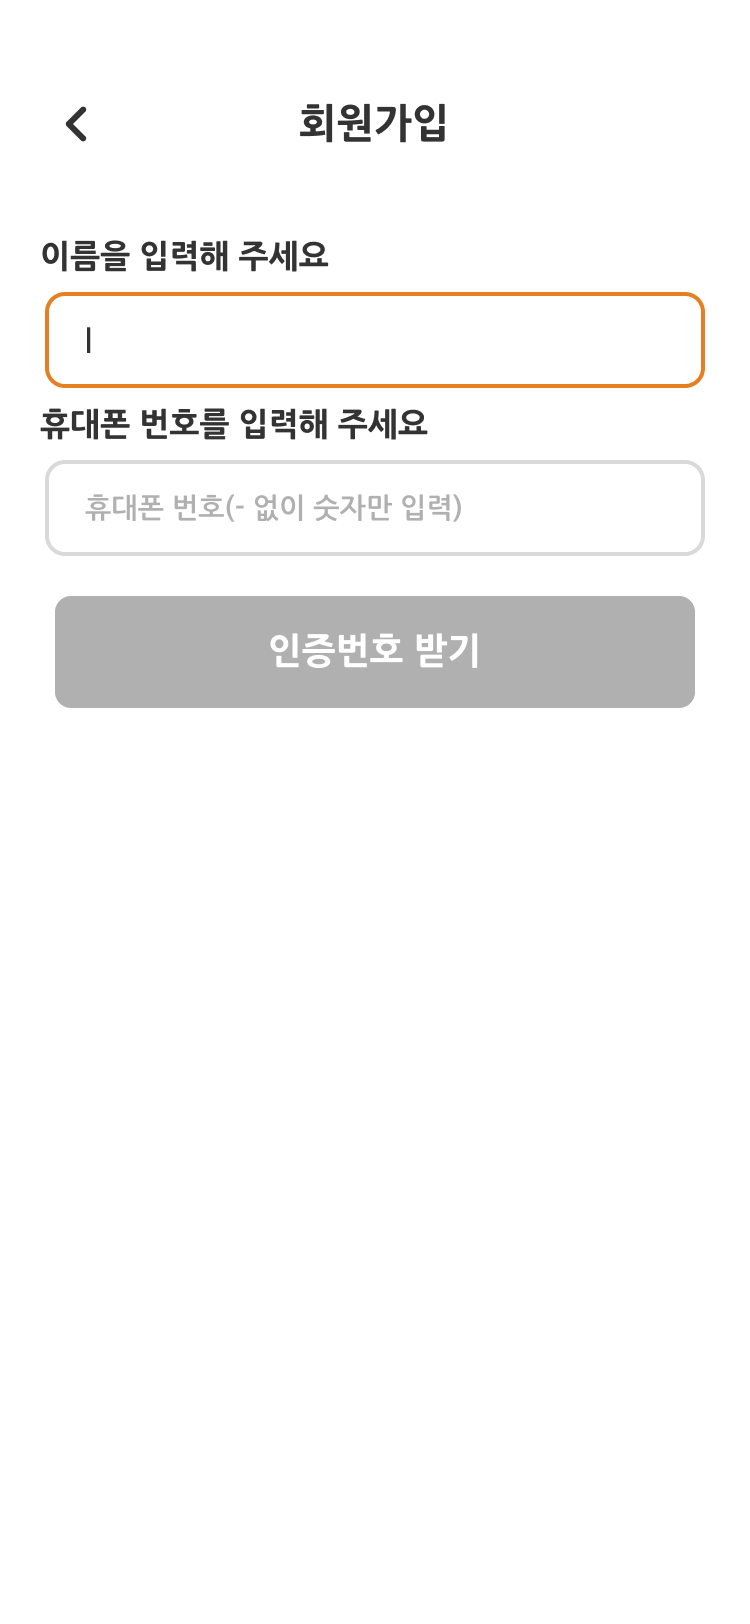 회원가입
이름을 입력해 주세요
휴대폰 번호를 입력해 주세요
휴대폰 번호(- 없이 숫자만 입력)
인증번호 받기